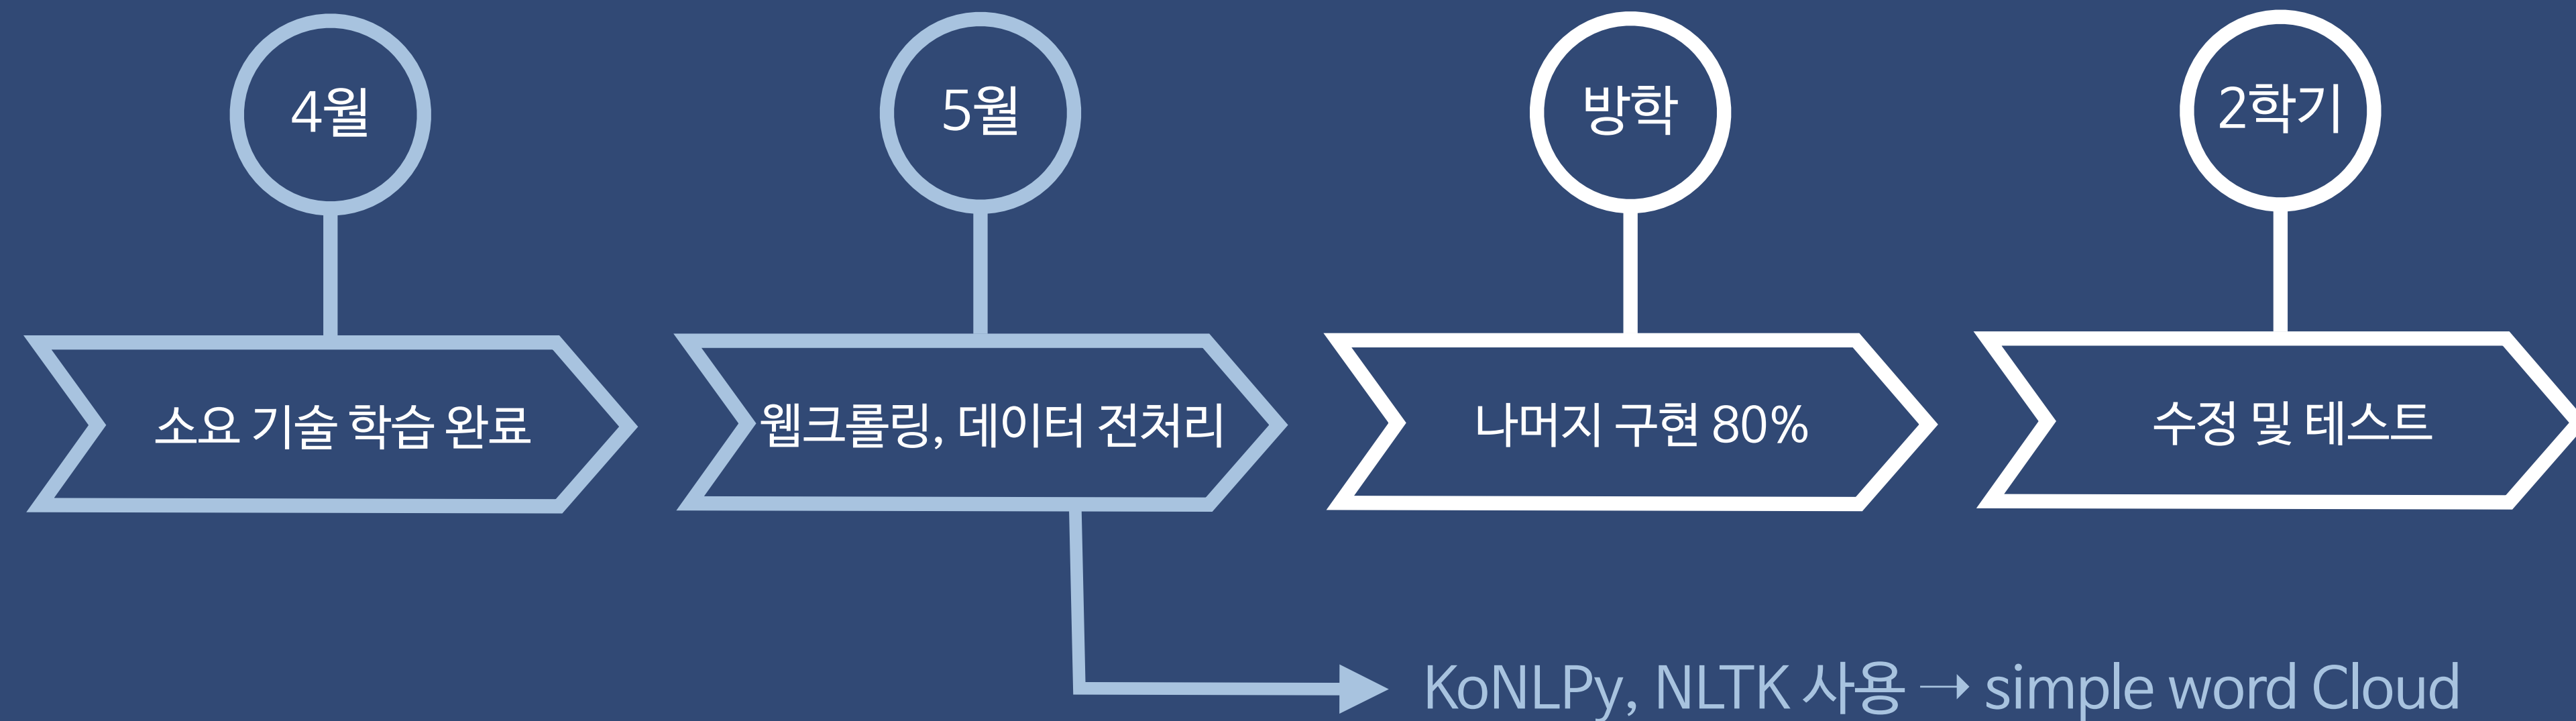 4월
5월
방학
2학기
소요 기술 학습 완료
웹크롤링, 데이터 전처리
나머지 구현 80%
수정 및 테스트
KoNLPy, NLTK 사용 → simple word Cloud